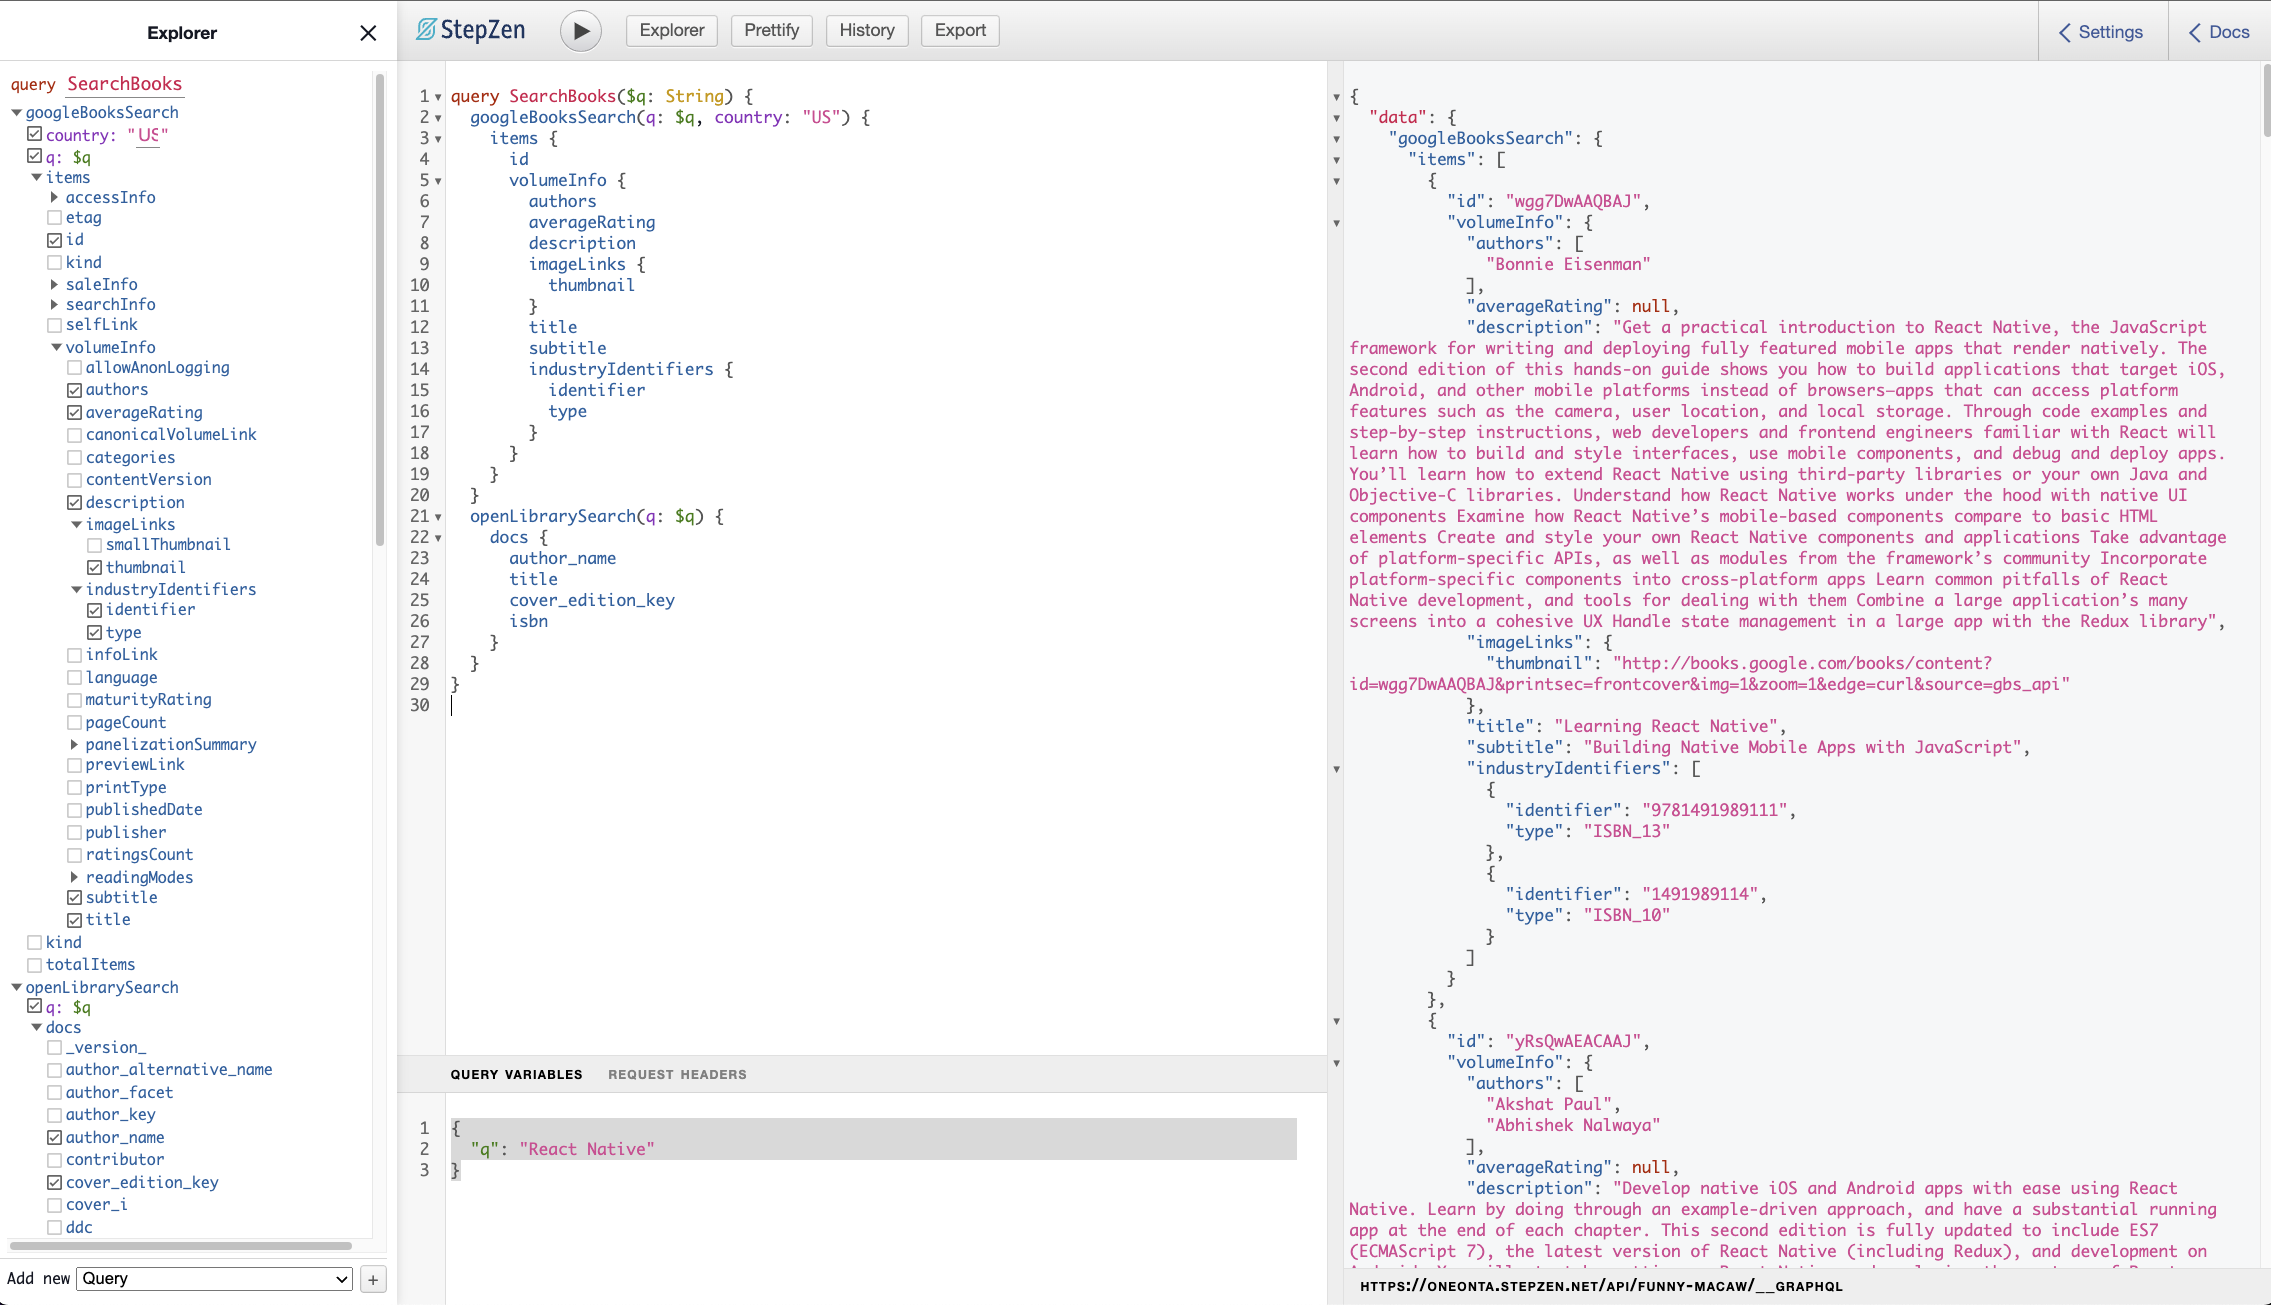 Explorer
query SearchBooks
googleBooksSearch
country: "US"
q: $q
items
accessInfo
etag
id
kind
saleInfo
searchInfo
selfLink
volumeInfo
allowAnonLogging
authors
averageRating
canonicalVolumeLink
categories
contentVersion
description
imageLinks
smallThumbnail
thumbnail
industryIdentifiers
identifier
type
infoLink
language
maturityRating
pageCount
panelizationSummary
previewLink
printType
publishedDate
publisher
ratingsCount
readingModes
subtitle
title
kind
totalItems
openLibrarySearch
q: $q
docs
_version_
author_alternative_name
author_facet
author_key
author_name
contributor
cover_edition_key
cover_i
ddc
Add new Query +
StepZen Explorer Prettify History Export Settings Docs
1 query SearchBooks($q: String) {
2 googleBooksSearch(q: $q, country: "US") {
3 items {
4 id
5 volumeInfo {
6 authors
7 averageRating
8 description
9 imageLinks {
10 thumbnail
11 }
12 title
13 subtitle
14 industryIdentifiers {
15 identifier
16 type
17 }
18 }
19 }
20 }
21 openLibrarySearch(q: $q) {
22 docs {
23 author_name
24 title
25 cover_edition_key
26 isbn
27 }
28 }
29 }
30
QUERY VARIABLES REQUEST HEADERS
1 {
2 "q": "React Native"
3 }
{
"data": {
"googleBooksSearch": {
"items": [
{
"id": "wgg7DwAAQBAJ",
"volumeInfo": {
"authors": [
"Bonnie Eisenman"
],
"averageRating": null,
"description": "Get a practical introduction to React Native, the JavaScript
framework for writing and deploying fully featured mobile apps that render natively. The
second edition of this hands-on guide shows you how to build applications that target iOS,
Android, and other mobile platforms instead of browsers—apps that can access platform
features such as the camera, user location, and local storage. Through code examples and
step-by-step instructions, web developers and frontend engineers familiar with React will
learn how to build and style interfaces, use mobile components, and debug and deploy apps.
You’ll learn how to extend React Native using third-party libraries or your own Java and
Objective-C libraries. Understand how React Native works under the hood with native UI
components Examine how React Native’s mobile-based components compare to basic HTML
elements Create and style your own React Native components and applications Take advantage
of platform-specific APIs, as well as modules from the framework’s community Incorporate
platform-specific components into cross-platform apps Learn common pitfalls of React
Native development, and tools for dealing with them Combine a large application’s many
screens into a cohesive UX Handle state management in a large app with the Redux library",
"imageLinks": {
"thumbnail": "http://books.google.com/books/content?
id=wgg7DwAAQBAJ&printsec=frontcover&img=1&zoom=1&edge=curl&source=gbs_api"
},
"title": "Learning React Native",
"subtitle": "Building Native Mobile Apps with JavaScript",
"industryIdentifiers": [
{
"identifier": "9781491989111",
"type": "ISBN_13"
},
{
"identifier": "1491989114",
"type": "ISBN_10"
}
]
}
},
{
"id": "yRsQwAEACAAJ",
"volumeInfo": {
"authors": [
"Akshat Paul",
"Abhishek Nalwaya"
],
"averageRating": null,
"description": "Develop native iOS and Android apps with ease using React
Native. Learn by doing through an example-driven approach, and have a substantial running
app at the end of each chapter. This second edition is fully updated to include ES7
(ECMAScript 7), the latest version of React Native (including Redux), and development on
HTTPS://ONEONTA.STEPZEN.NET/API/FUNNY-MACAW/__GRAPHQL